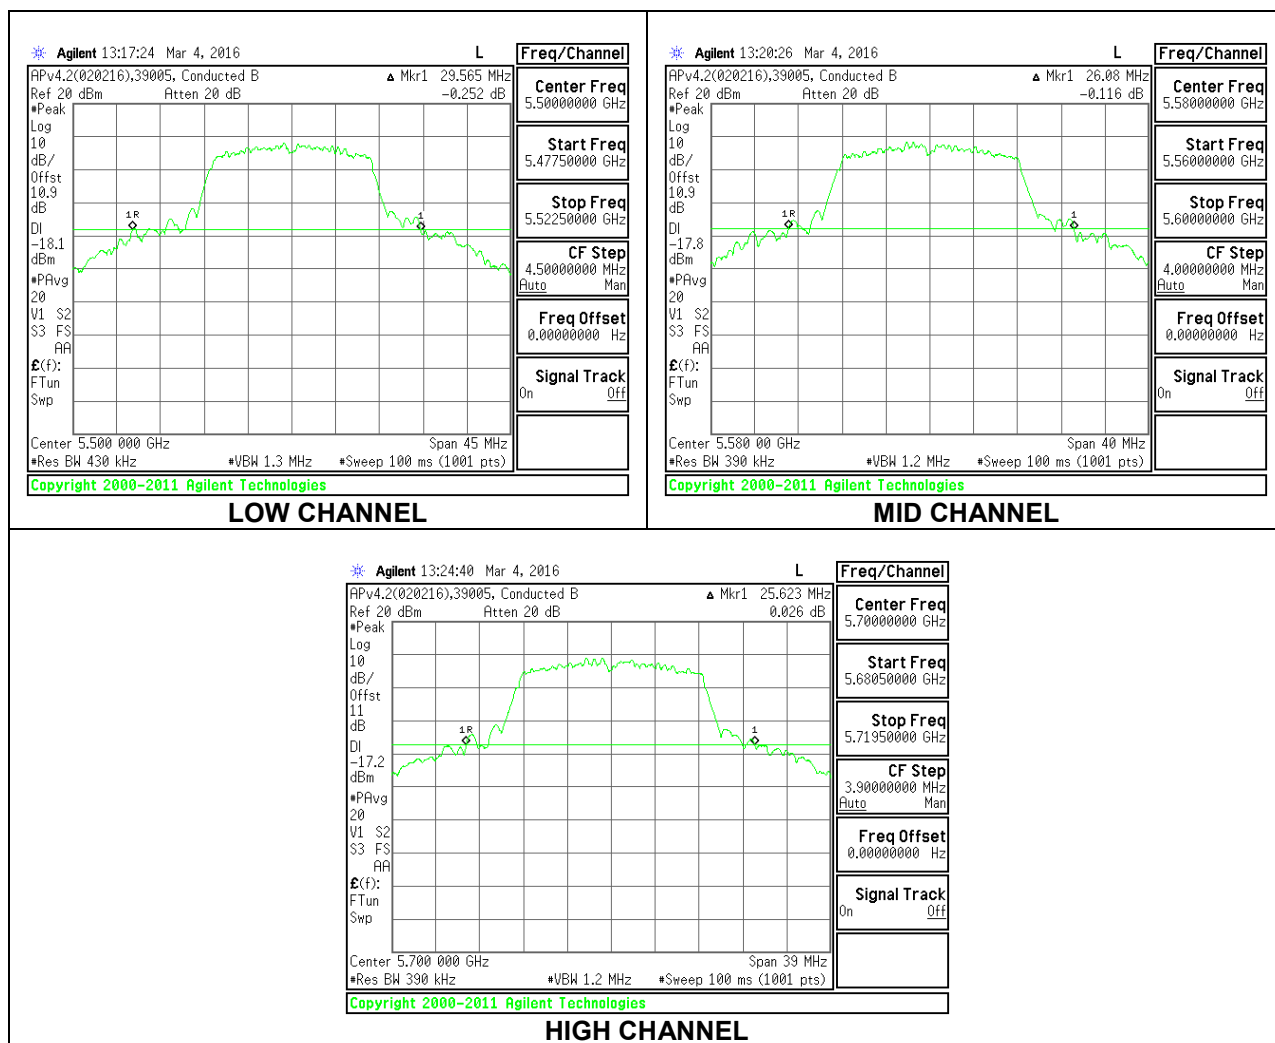 Agilent 13:17:24 Mar 4, 2016 L
APv4.2(020216),39005, Conducted B Δ Mkr1 29.565 MHz
Ref 20 dBm Atten 20 dB -0.252 dB
#Peak
Log
10
dB/
Offst
10.9
dB
DI
-18.1
dBm
#PAvg
20
V1 S2
S3 FS
AA
£(f):
FTun
Swp
1R
1
Center 5.500 000 GHz Span 45 MHz
#Res BW 430 kHz #VBW 1.3 MHz #Sweep 100 ms (1001 pts)
Copyright 2000-2011 Agilent Technologies
Freq/Channel
Center Freq
5.50000000 GHz
Start Freq
5.47750000 GHz
Stop Freq
5.52250000 GHz
CF Step
4.50000000 MHz
Auto Man
Freq Offset
0.00000000 Hz
Signal Track
On Off
LOW CHANNEL
Agilent 13:20:26 Mar 4, 2016 L
APv4.2(020216),39005, Conducted B Δ Mkr1 26.08 MHz
Ref 20 dBm Atten 20 dB -0.116 dB
#Peak
Log
10
dB/
Offst
10.9
dB
DI
-17.8
dBm
#PAvg
20
V1 S2
S3 FS
AA
£(f):
FTun
Swp
1R
1
Center 5.580 00 GHz Span 40 MHz
#Res BW 390 kHz #VBW 1.2 MHz #Sweep 100 ms (1001 pts)
Copyright 2000-2011 Agilent Technologies
Freq/Channel
Center Freq
5.58000000 GHz
Start Freq
5.56000000 GHz
Stop Freq
5.60000000 GHz
CF Step
4.00000000 MHz
Auto Man
Freq Offset
0.00000000 Hz
Signal Track
On Off
MID CHANNEL
Agilent 13:24:40 Mar 4, 2016 L
APv4.2(020216),39005, Conducted B Δ Mkr1 25.623 MHz
Ref 20 dBm Atten 20 dB 0.026 dB
#Peak
Log
10
dB/
Offst
11
dB
DI
-17.2
dBm
#PAvg
20
V1 S2
S3 FS
AA
£(f):
FTun
Swp
1R
1
Center 5.700 000 GHz Span 39 MHz
#Res BW 390 kHz #VBW 1.2 MHz #Sweep 100 ms (1001 pts)
Copyright 2000-2011 Agilent Technologies
Freq/Channel
Center Freq
5.70000000 GHz
Start Freq
5.68050000 GHz
Stop Freq
5.71950000 GHz
CF Step
3.90000000 MHz
Auto Man
Freq Offset
0.00000000 Hz
Signal Track
On Off
HIGH CHANNEL